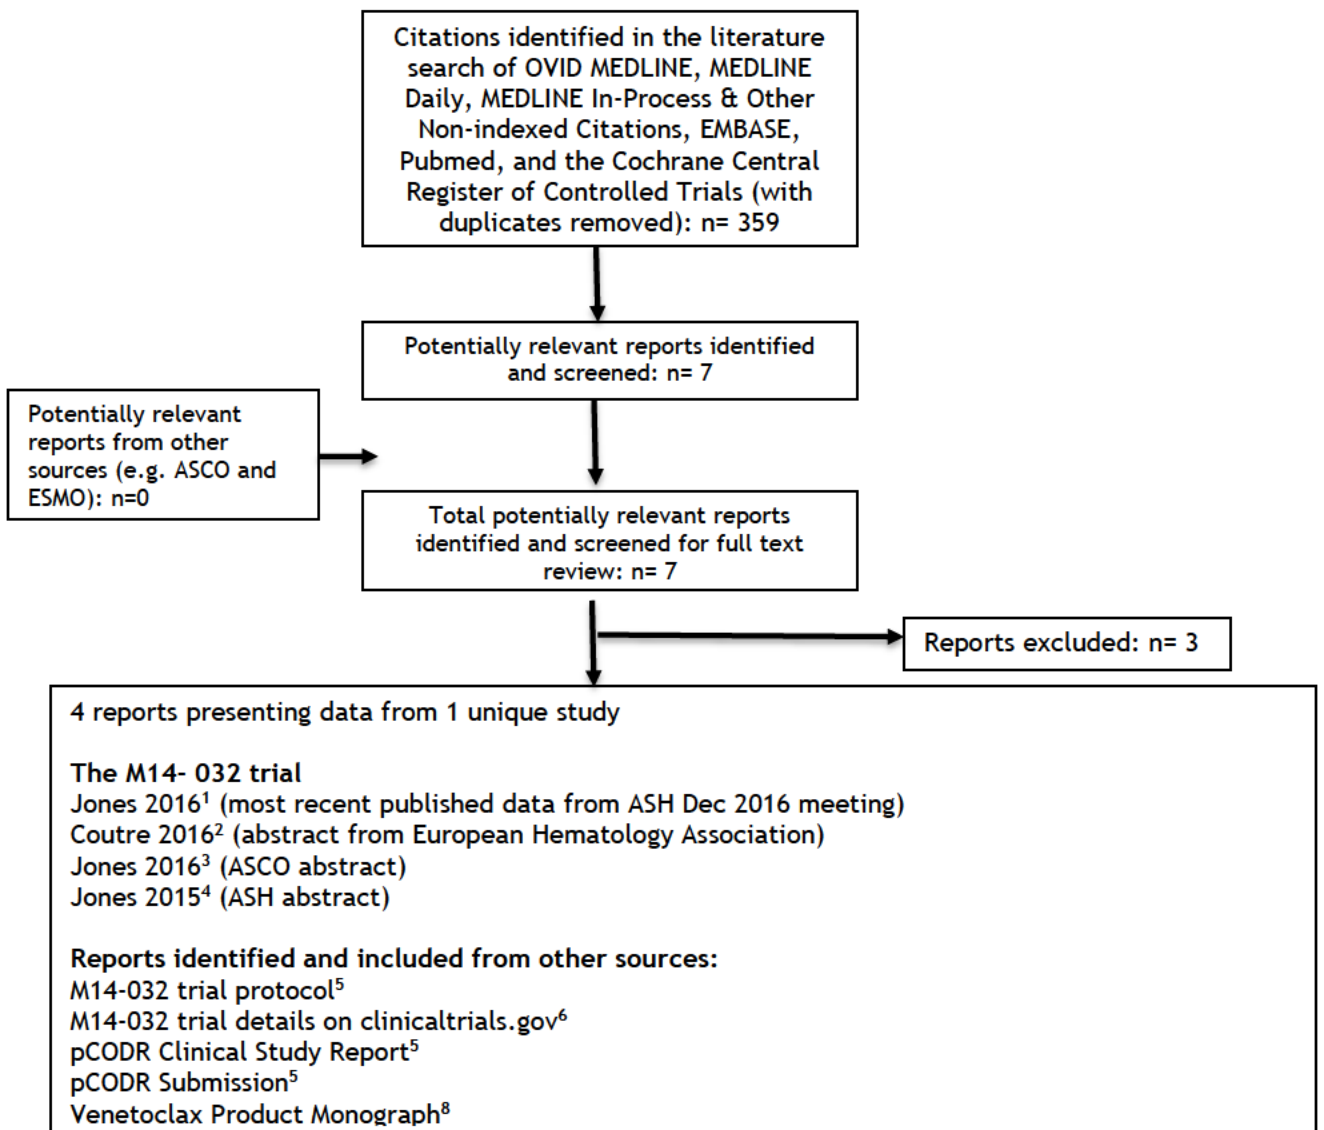 Citations identified in the literature
search of OVID MEDLINE, MEDLINE
Daily, MEDLINE In-Process & Other
Non-indexed Citations, EMBASE,
Pubmed, and the Cochrane Central
Register of Controlled Trials (with
duplicates removed): n= 359
Potentially relevant reports identified
and screened: n= 7
Potentially relevant
reports from other
sources (e.g. ASCO and
ESMO): n=0
Total potentially relevant reports
identified and screened for full text
review: n= 7
Reports excluded: n= 3
4 reports presenting data from 1 unique study
The M14- 032 trial
Jones 2016¹ (most recent published data from ASH Dec 2016 meeting)
Coutre 2016² (abstract from European Hematology Association)
Jones 2016³ (ASCO abstract)
Jones 2015⁴ (ASH abstract)
Reports identified and included from other sources:
M14-032 trial protocol⁵
M14-032 trial details on clinicaltrials.gov⁶
pCODR Clinical Study Report⁵
pCODR Submission⁵
Venetoclax Product Monograph⁸